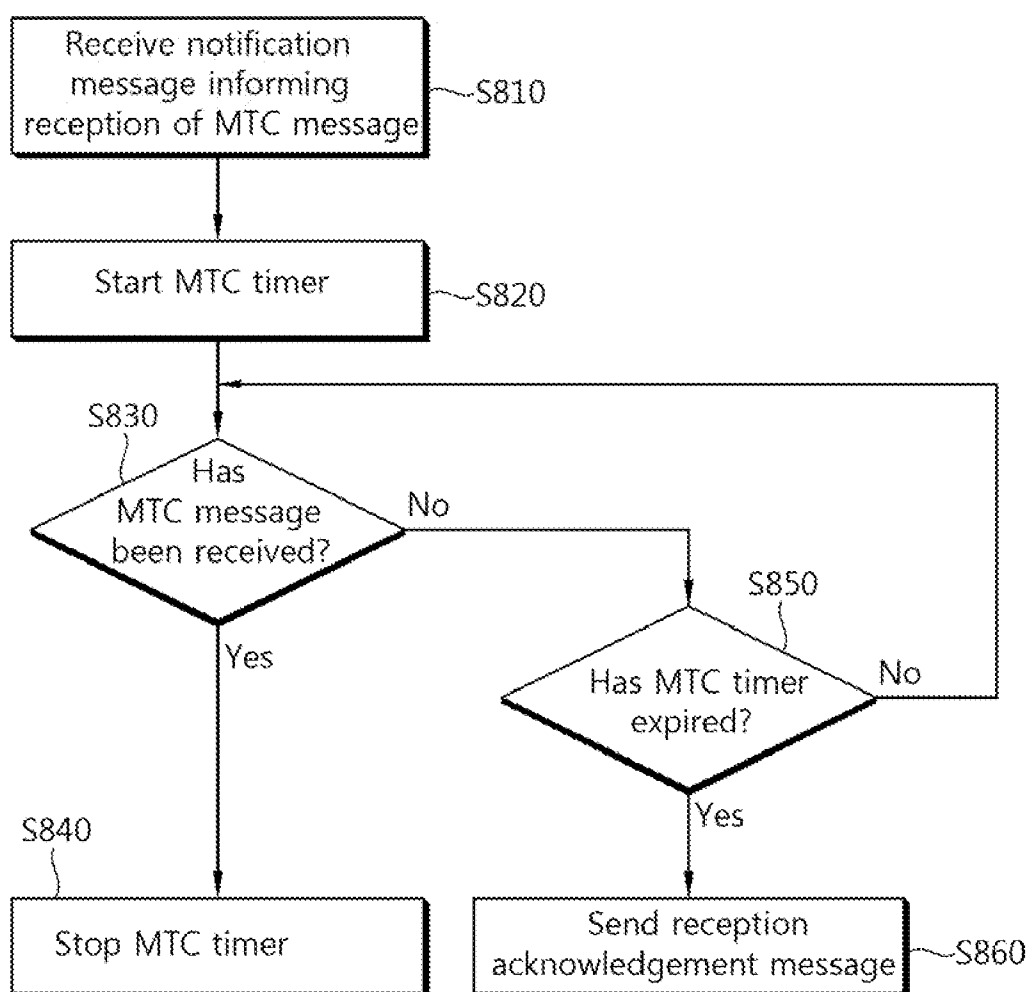 Receive notification
message informing
reception of MTC message
S810
Start MTC timer
S820
S830
Has
MTC message
been received?
No
Yes
S850
Has MTC timer
expired?
No
Yes
S840
Stop MTC timer
Send reception
acknowledgement message
S860